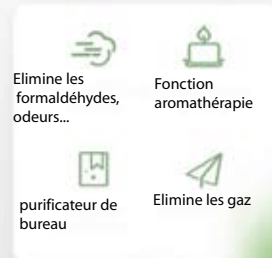 Elimine les
formaldéhydes,
odeurs...
Fonction
aromathérapie
purificateur de
bureau
Elimine les gaz